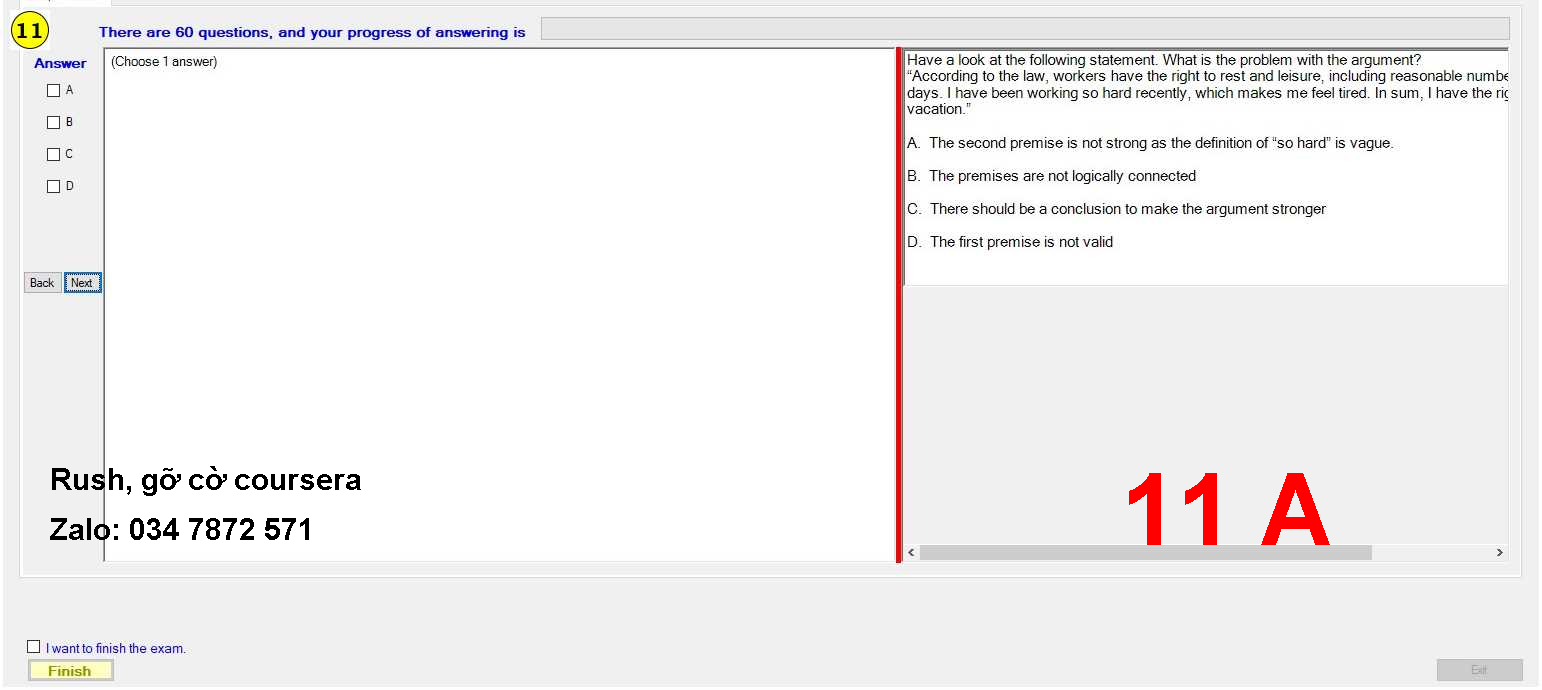 11
There are 60 questions, and your progress of answering is
Answer
A
B
C
D
Back
Next
(Choose 1 answer)
Have a look at the following statement. What is the problem with the argument?
“According to the law, workers have the right to rest and leisure, including reasonable numbe
days. I have been working so hard recently, which makes me feel tired. In sum, I have the rig
vacation.”
A. The second premise is not strong as the definition of “so hard” is vague.
B. The premises are not logically connected
C. There should be a conclusion to make the argument stronger
D. The first premise is not valid
Rush, gỡ cờ coursera
Zalo: 034 7872 571
11 A
I want to finish the exam.
Finish
Exit